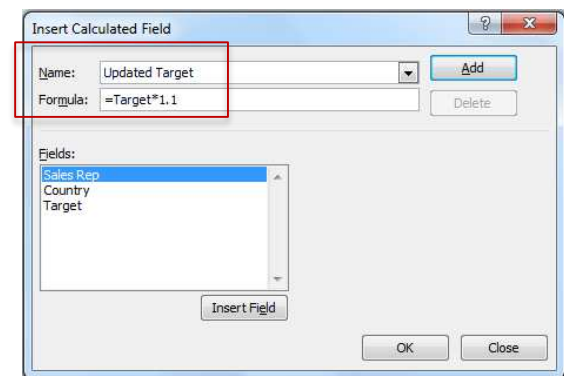 Insert Calculated Field
Name: Updated Target Add
Formula: =Target*1.1 Delete
Fields:
Sales Rep
Country
Target
Insert Field
OK Close